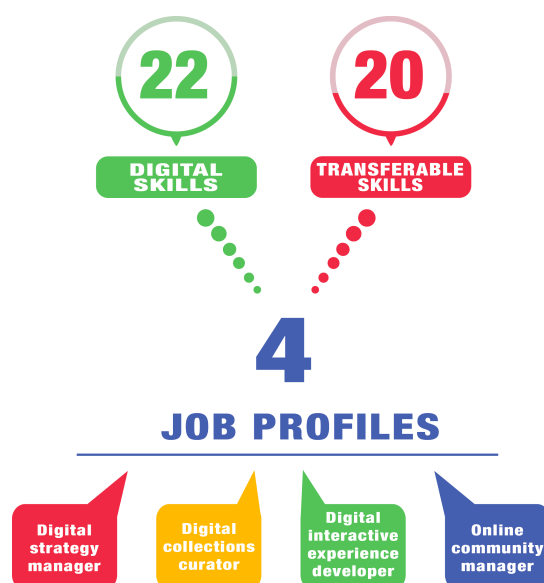 22
20
DIGITAL
SKILLS
TRANSFERABLE
SKILLS
4
JOB PROFILES
Digital
strategy
manager
Digital
collections
curator
Digital
interactive
experience
developer
Online
community
manager